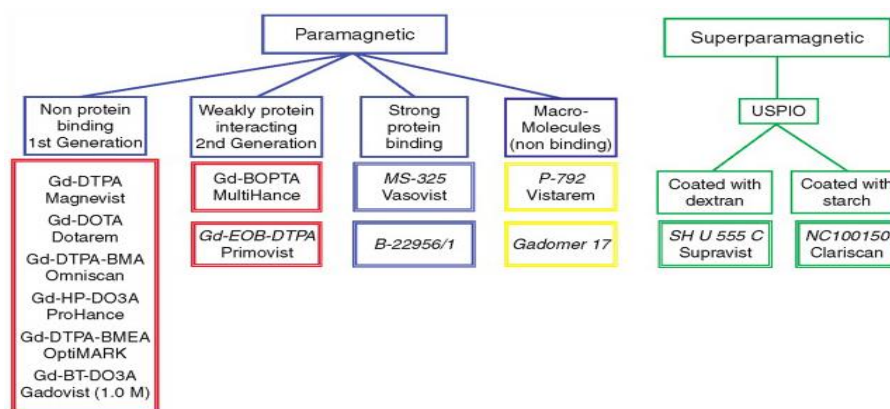 Paramagnetic
Superparamagnetic
Non protein
binding
1st Generation
Weakly protein
interacting
2nd Generation
Strong
protein
binding
Macro-
Molecules
(non binding)
USPIO
Gd-DTPA
Magnevist
Gd-DOTA
Dotarem
Gd-DTPA-BMA
Omniscan
Gd-HP-DO3A
ProHance
Gd-DTPA-BMEA
OptiMARK
Gd-BT-DO3A
Gadovist (1.0 M)
Gd-BOPTA
MultiHance
Gd-EOB-DTPA
Primovist
MS-325
Vasovist
B-22956/1
P-792
Vistarem
Gadomer 17
Coated with
dextran
Coated with
starch
SH U 555 C
Supravist
NC100150
Clariscan